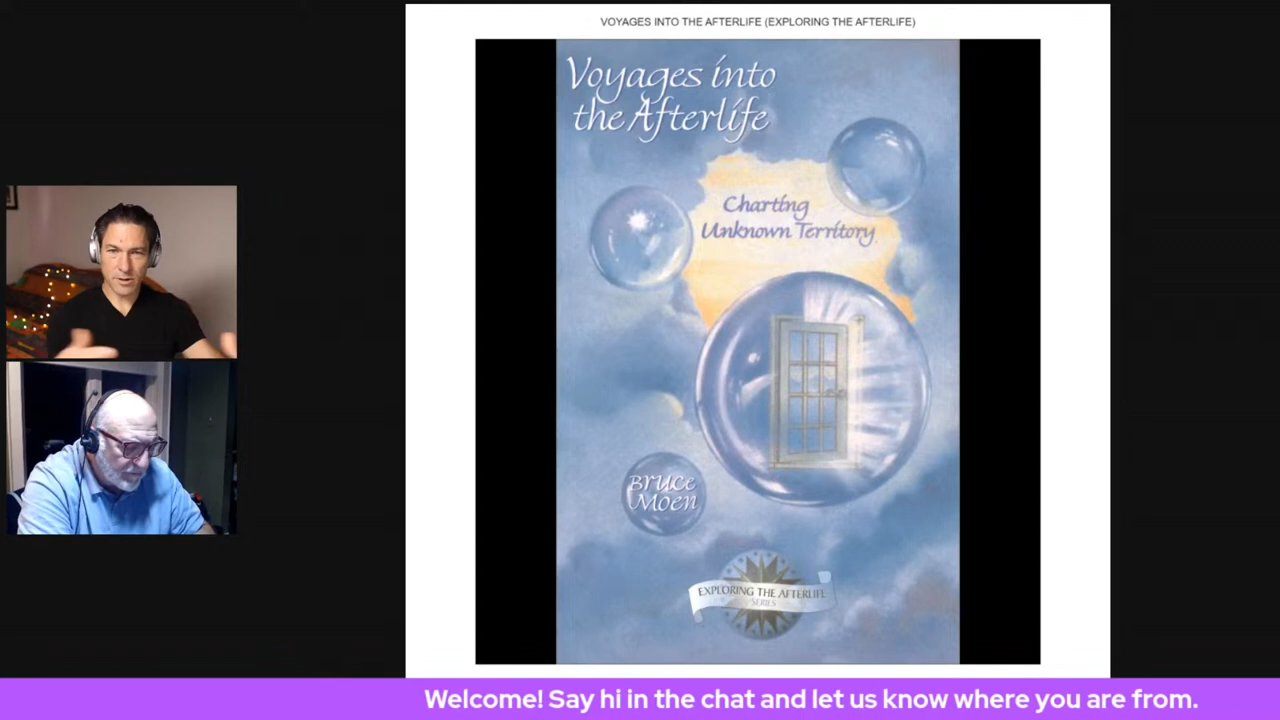 VOYAGES INTO THE AFTERLIFE (EXPLORING THE AFTERLIFE)
Voyages into
the Afterlife
Charting
Unknown Territory
Bruce
Moen
EXPLORING THE AFTERLIFE
SERIES
Welcome! Say hi in the chat and let us know where you are from.